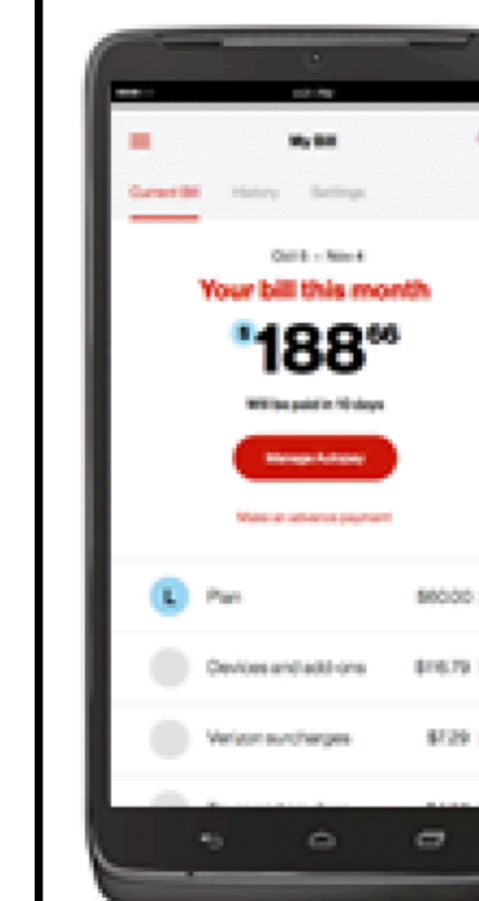 My Bill
Current Bill History Settings
Oct 5 - Nov 4
Your bill this month
$188 66
Will be paid in 10 days
Manage Autopay
Make an advance payment
L Plan $60.00
Devices and add-ons $116.79
Verizon surcharges $7.29